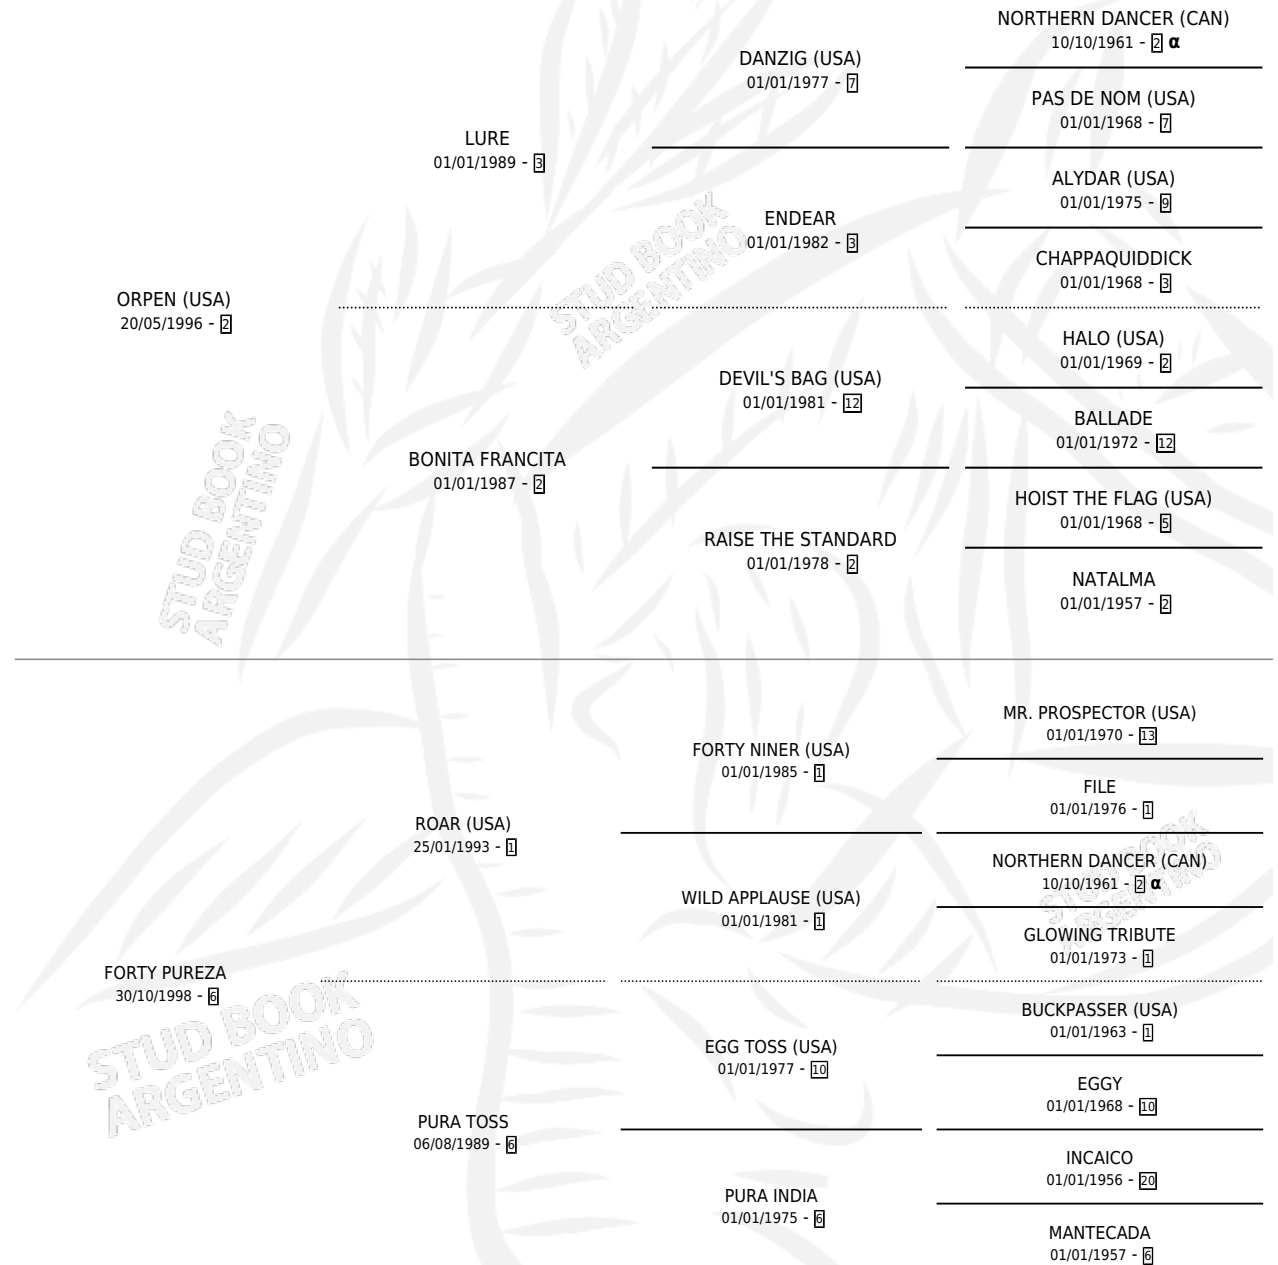 NORTHERN DANCER (CAN)
10/10/1961 - 2 α
DANZIG (USA)
01/01/1977 - 7
PAS DE NOM (USA)
01/01/1968 - 7
LURE
01/01/1989 - 3
ALYDAR (USA)
01/01/1975 - 9
ENDEAR
01/01/1982 - 3
CHAPPAQUIDDICK
01/01/1968 - 3
ORPEN (USA)
20/05/1996 - 2
HALO (USA)
01/01/1969 - 2
DEVIL'S BAG (USA)
01/01/1981 - 12
BALLADE
01/01/1972 - 12
BONITA FRANCITA
01/01/1987 - 2
HOIST THE FLAG (USA)
01/01/1968 - 5
RAISE THE STANDARD
01/01/1978 - 2
NATALMA
01/01/1957 - 2
MR. PROSPECTOR (USA)
01/01/1970 - 13
FORTY NINER (USA)
01/01/1985 - 1
FILE
01/01/1976 - 1
ROAR (USA)
25/01/1993 - 1
NORTHERN DANCER (CAN)
10/10/1961 - 2 α
WILD APPLAUSE (USA)
01/01/1981 - 1
GLOWING TRIBUTE
01/01/1973 - 1
FORTY PUREZA
30/10/1998 - 6
BUCKPASSER (USA)
01/01/1963 - 1
EGG TOSS (USA)
01/01/1977 - 10
EGGY
01/01/1968 - 10
PURA TOSS
06/08/1989 - 6
INCAICO
01/01/1956 - 20
PURA INDIA
01/01/1975 - 6
MANTECADA
01/01/1957 - 6
STUD BOOK
ARGENTINO
STUD BOOK
ARGENTINO
STUD BOOK
ARGENTINO
STUD BOOK
ARGENTINO